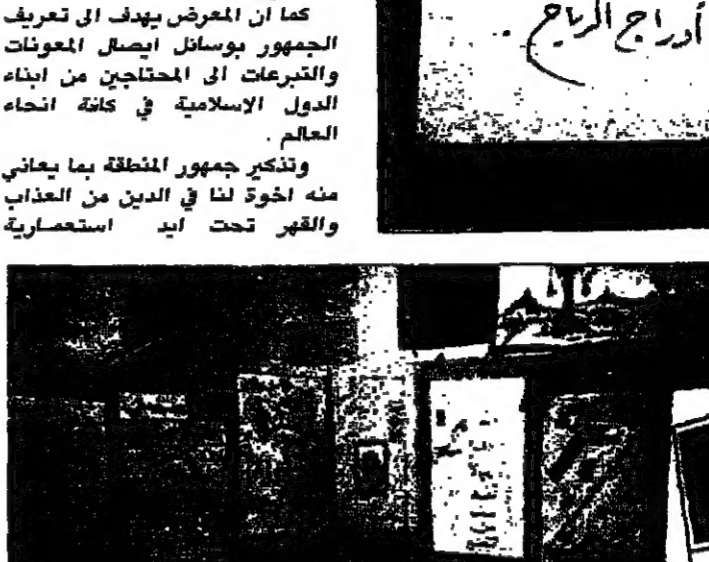 كما ان المعرض يهدف الى تعريف
الجمهور بوسائل ايصال المعونات
والتبرعات الى المحتاجين من ابناء
الدول الاسلامية في كافة انحاء
العالم .
وتذكير جمهور المنطقة بما يعاني
منه اخوة لنا في الدين من العذاب
والقهر تحت ايد استعمارية
أدراج الرياح .